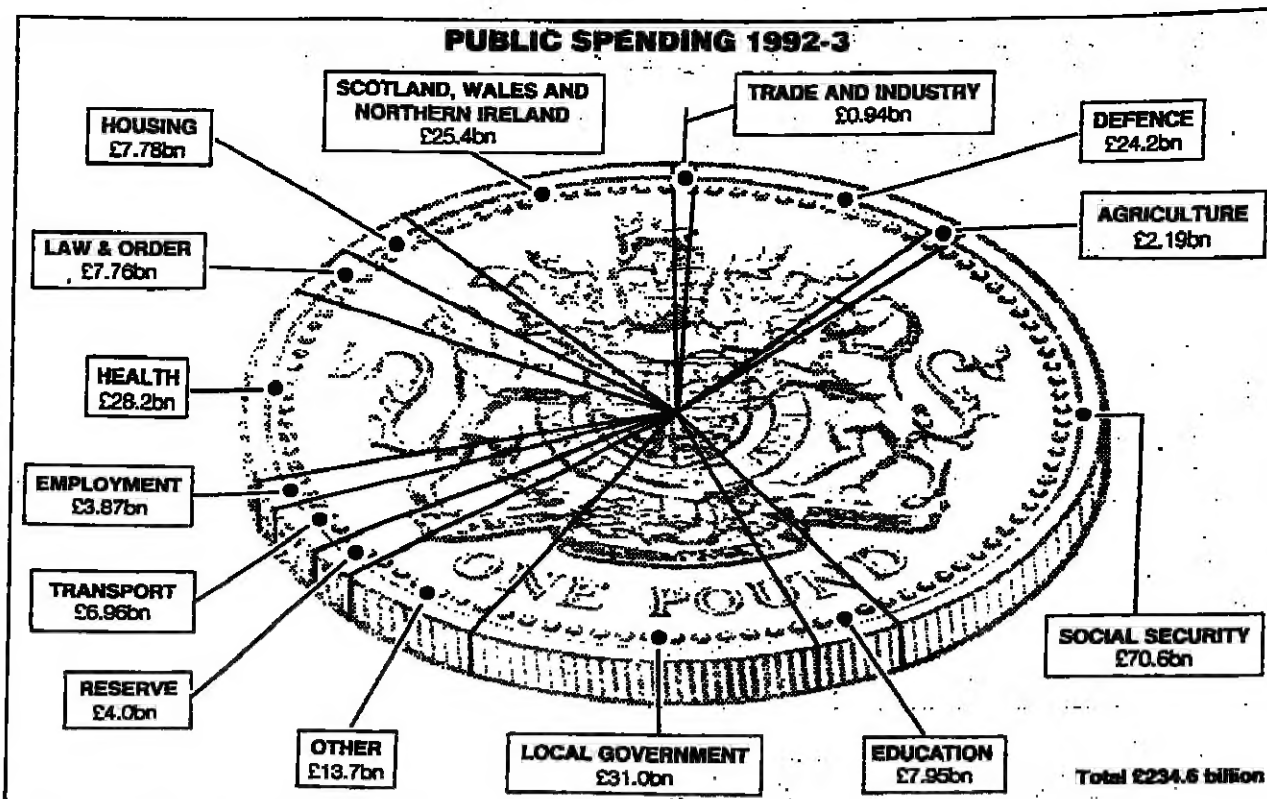 PUBLIC SPENDING 1992-3
SCOTLAND, WALES AND
NORTHERN IRELAND
£25.4bn
TRADE AND INDUSTRY
£0.94bn
HOUSING
£7.78bn
DEFENCE
£24.2bn
AGRICULTURE
£2.19bn
LAW & ORDER
£7.76bn
HEALTH
£28.2bn
EMPLOYMENT
£3.87bn
TRANSPORT
£6.96bn
RESERVE
£4.0bn
OTHER
£13.7bn
LOCAL GOVERNMENT
£31.0bn
EDUCATION
£7.95bn
SOCIAL SECURITY
£70.6bn
ONE POUND
Total £234.6 billion